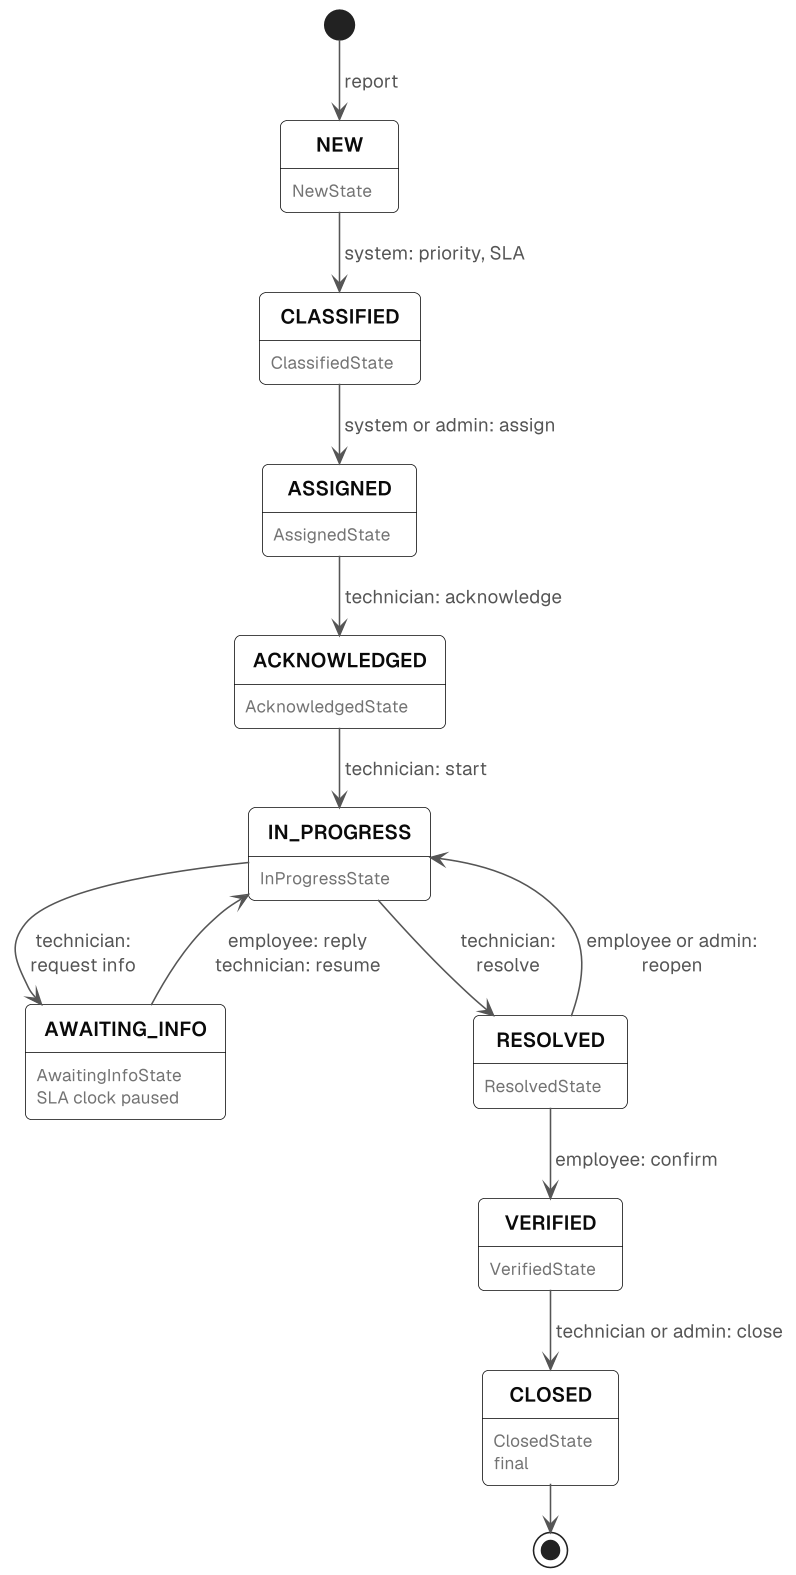 report
NEW
NewState
system: priority, SLA
CLASSIFIED
ClassifiedState
system or admin: assign
ASSIGNED
AssignedState
technician: acknowledge
ACKNOWLEDGED
AcknowledgedState
technician: start
IN_PROGRESS
InProgressState
technician:
request info
employee: reply
technician: resume
technician:
resolve
employee or admin:
reopen
AWAITING_INFO
AwaitingInfoState
SLA clock paused
RESOLVED
ResolvedState
employee: confirm
VERIFIED
VerifiedState
technician or admin: close
CLOSED
ClosedState
final